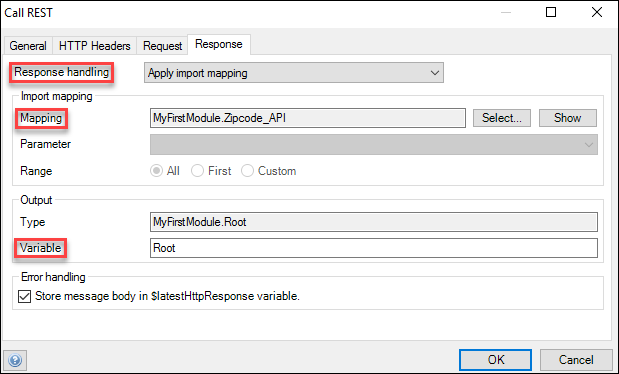 Call REST
General HTTP Headers Request Response
Response handling Apply import mapping
Import mapping
Mapping MyFirstModule.Zipcode_API Select... Show
Parameter
Range All First Custom
Output
Type MyFirstModule.Root
Variable Root
Error handling
Store message body in $latestHttpResponse variable.
OK Cancel